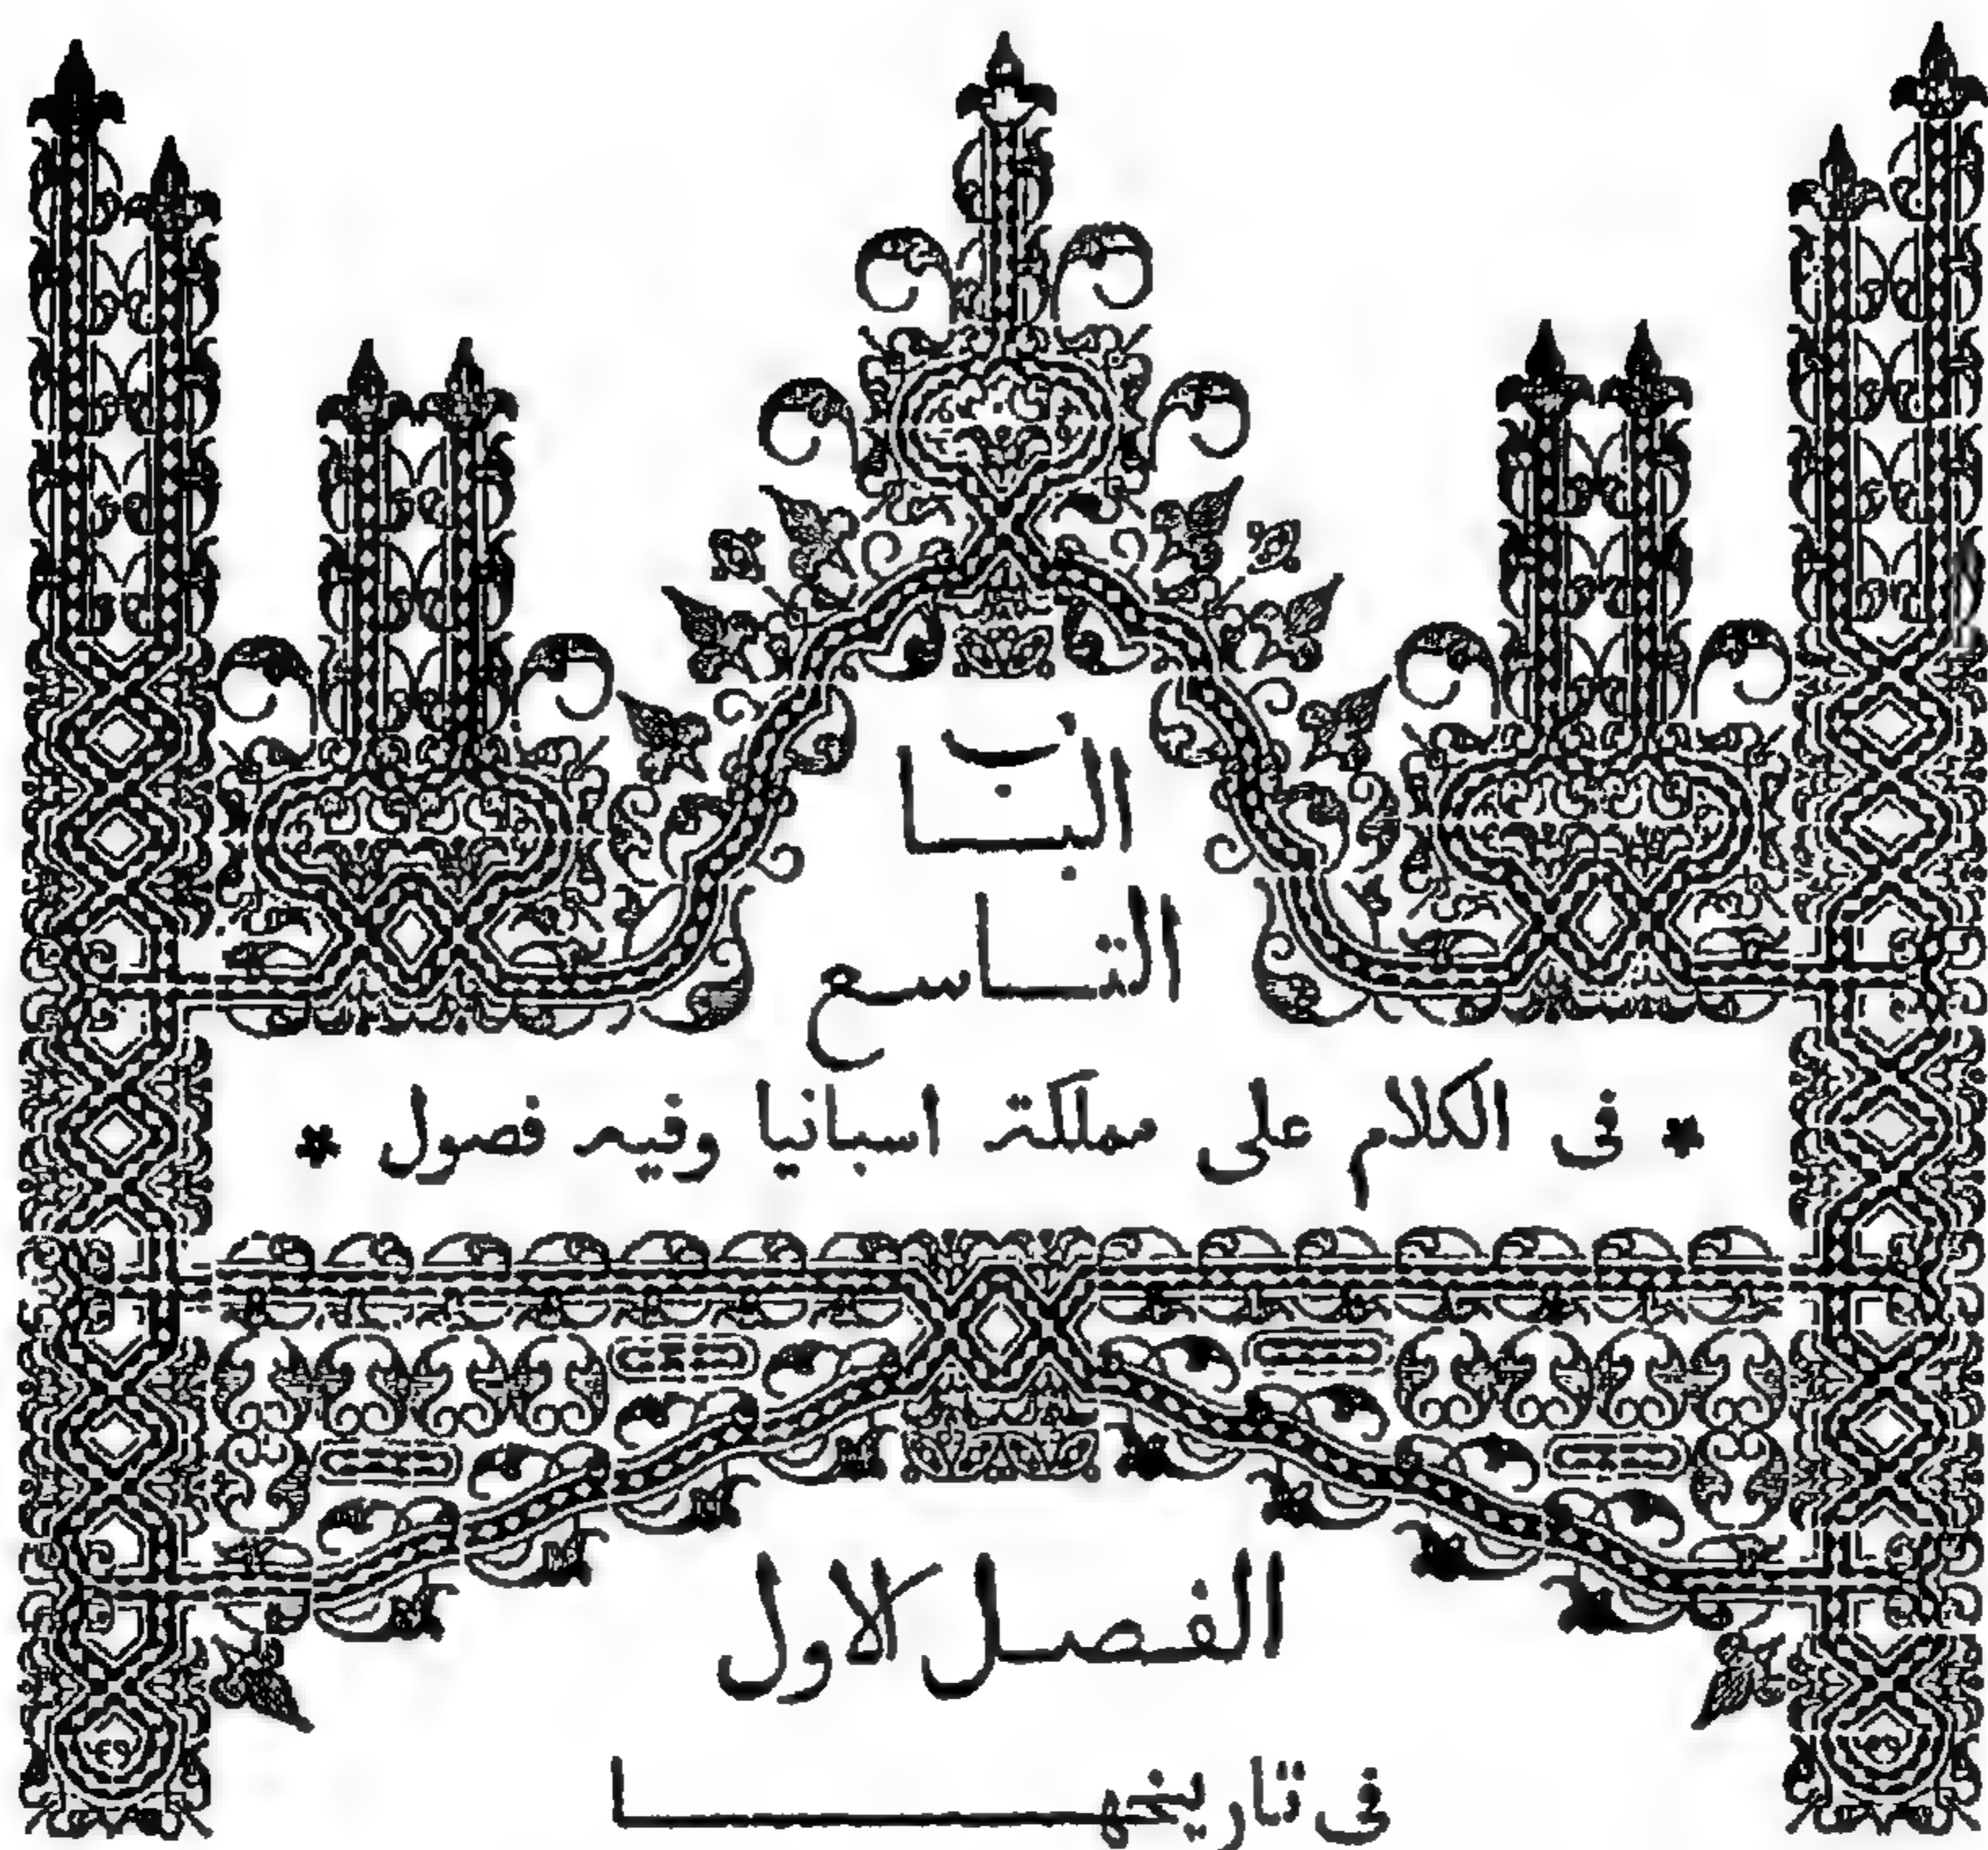 الباب
التاسع
* فى الكلام على مملكة اسبانيا وفيه فصول *
الفصل الاول
فى تاريخها